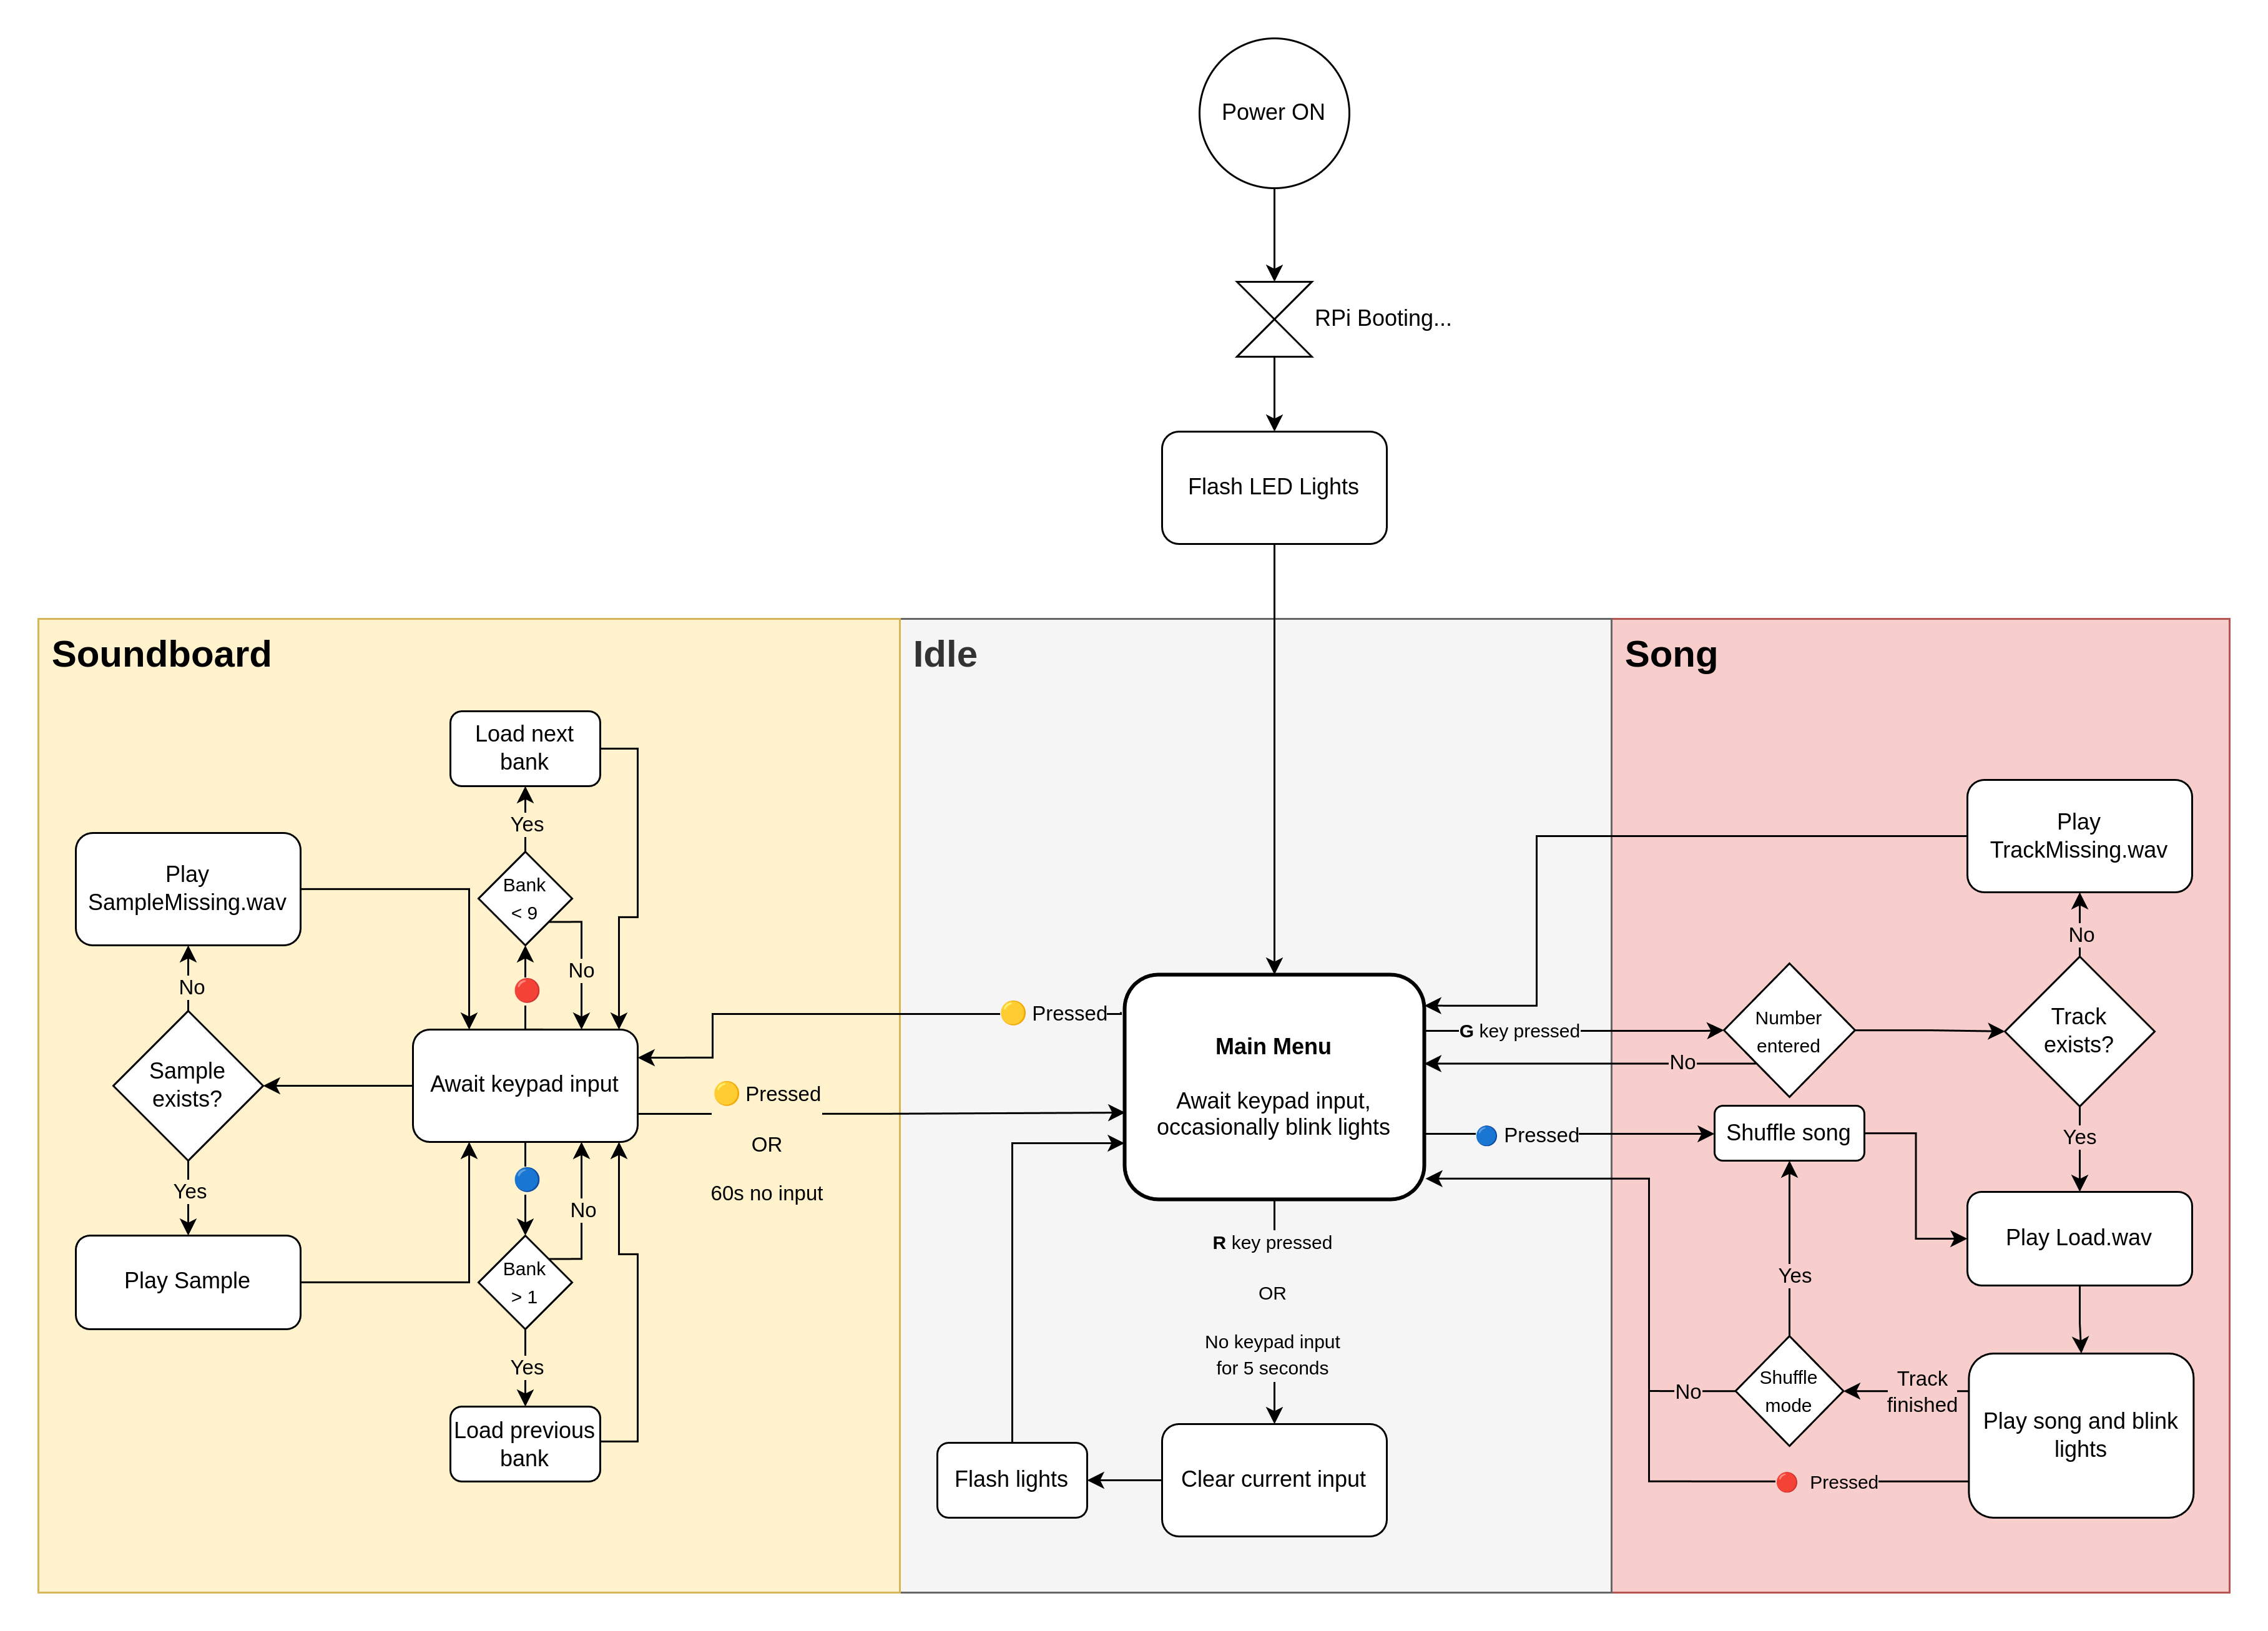 Power ON
RPi Booting...
Flash LED Lights
Soundboard
Load next
bank
Yes
Bank
< 9
No
Play
SampleMissing.wav
No
Sample
exists?
Yes
Play Sample
Await keypad input
Bank
> 1
No
Yes
Load previous
bank
Pressed
Pressed
OR
60s no input
Idle
Main Menu
Await keypad input,
occasionally blink lights
R key pressed
OR
No keypad input
for 5 seconds
Clear current input
Flash lights
G key pressed
Pressed
Song
Play
TrackMissing.wav
No
Number
entered
No
Track
exists?
Yes
Shuffle song
Play Load.wav
Yes
Shuffle
mode
No
Track
finished
Play song and blink
lights
Pressed